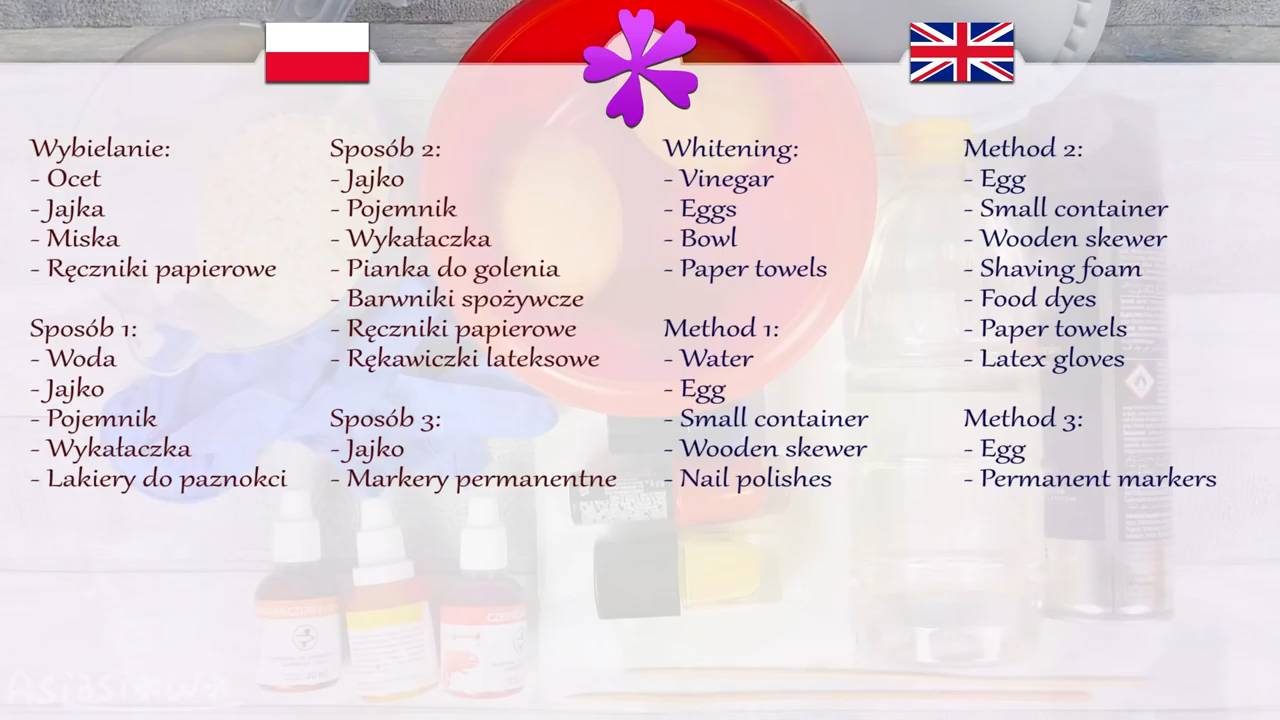 Wybielanie:
- Ocet
- Jajka
- Miska
- Ręczniki papierowe
Sposób 1:
- Woda
- Jajko
- Pojemnik
- Wykałaczka
- Lakiery do paznokci
Sposób 2:
- Jajko
- Pojemnik
- Wykałaczka
- Pianka do golenia
- Barwniki spożywcze
- Ręczniki papierowe
- Rękawiczki lateksowe
Sposób 3:
- Jajko
- Markery permanentne
Whitening:
- Vinegar
- Eggs
- Bowl
- Paper towels
Method 1:
- Water
- Egg
- Small container
- Wooden skewer
- Nail polishes
Method 2:
- Egg
- Small container
- Wooden skewer
- Shaving foam
- Food dyes
- Paper towels
- Latex gloves
Method 3:
- Egg
- Permanent markers